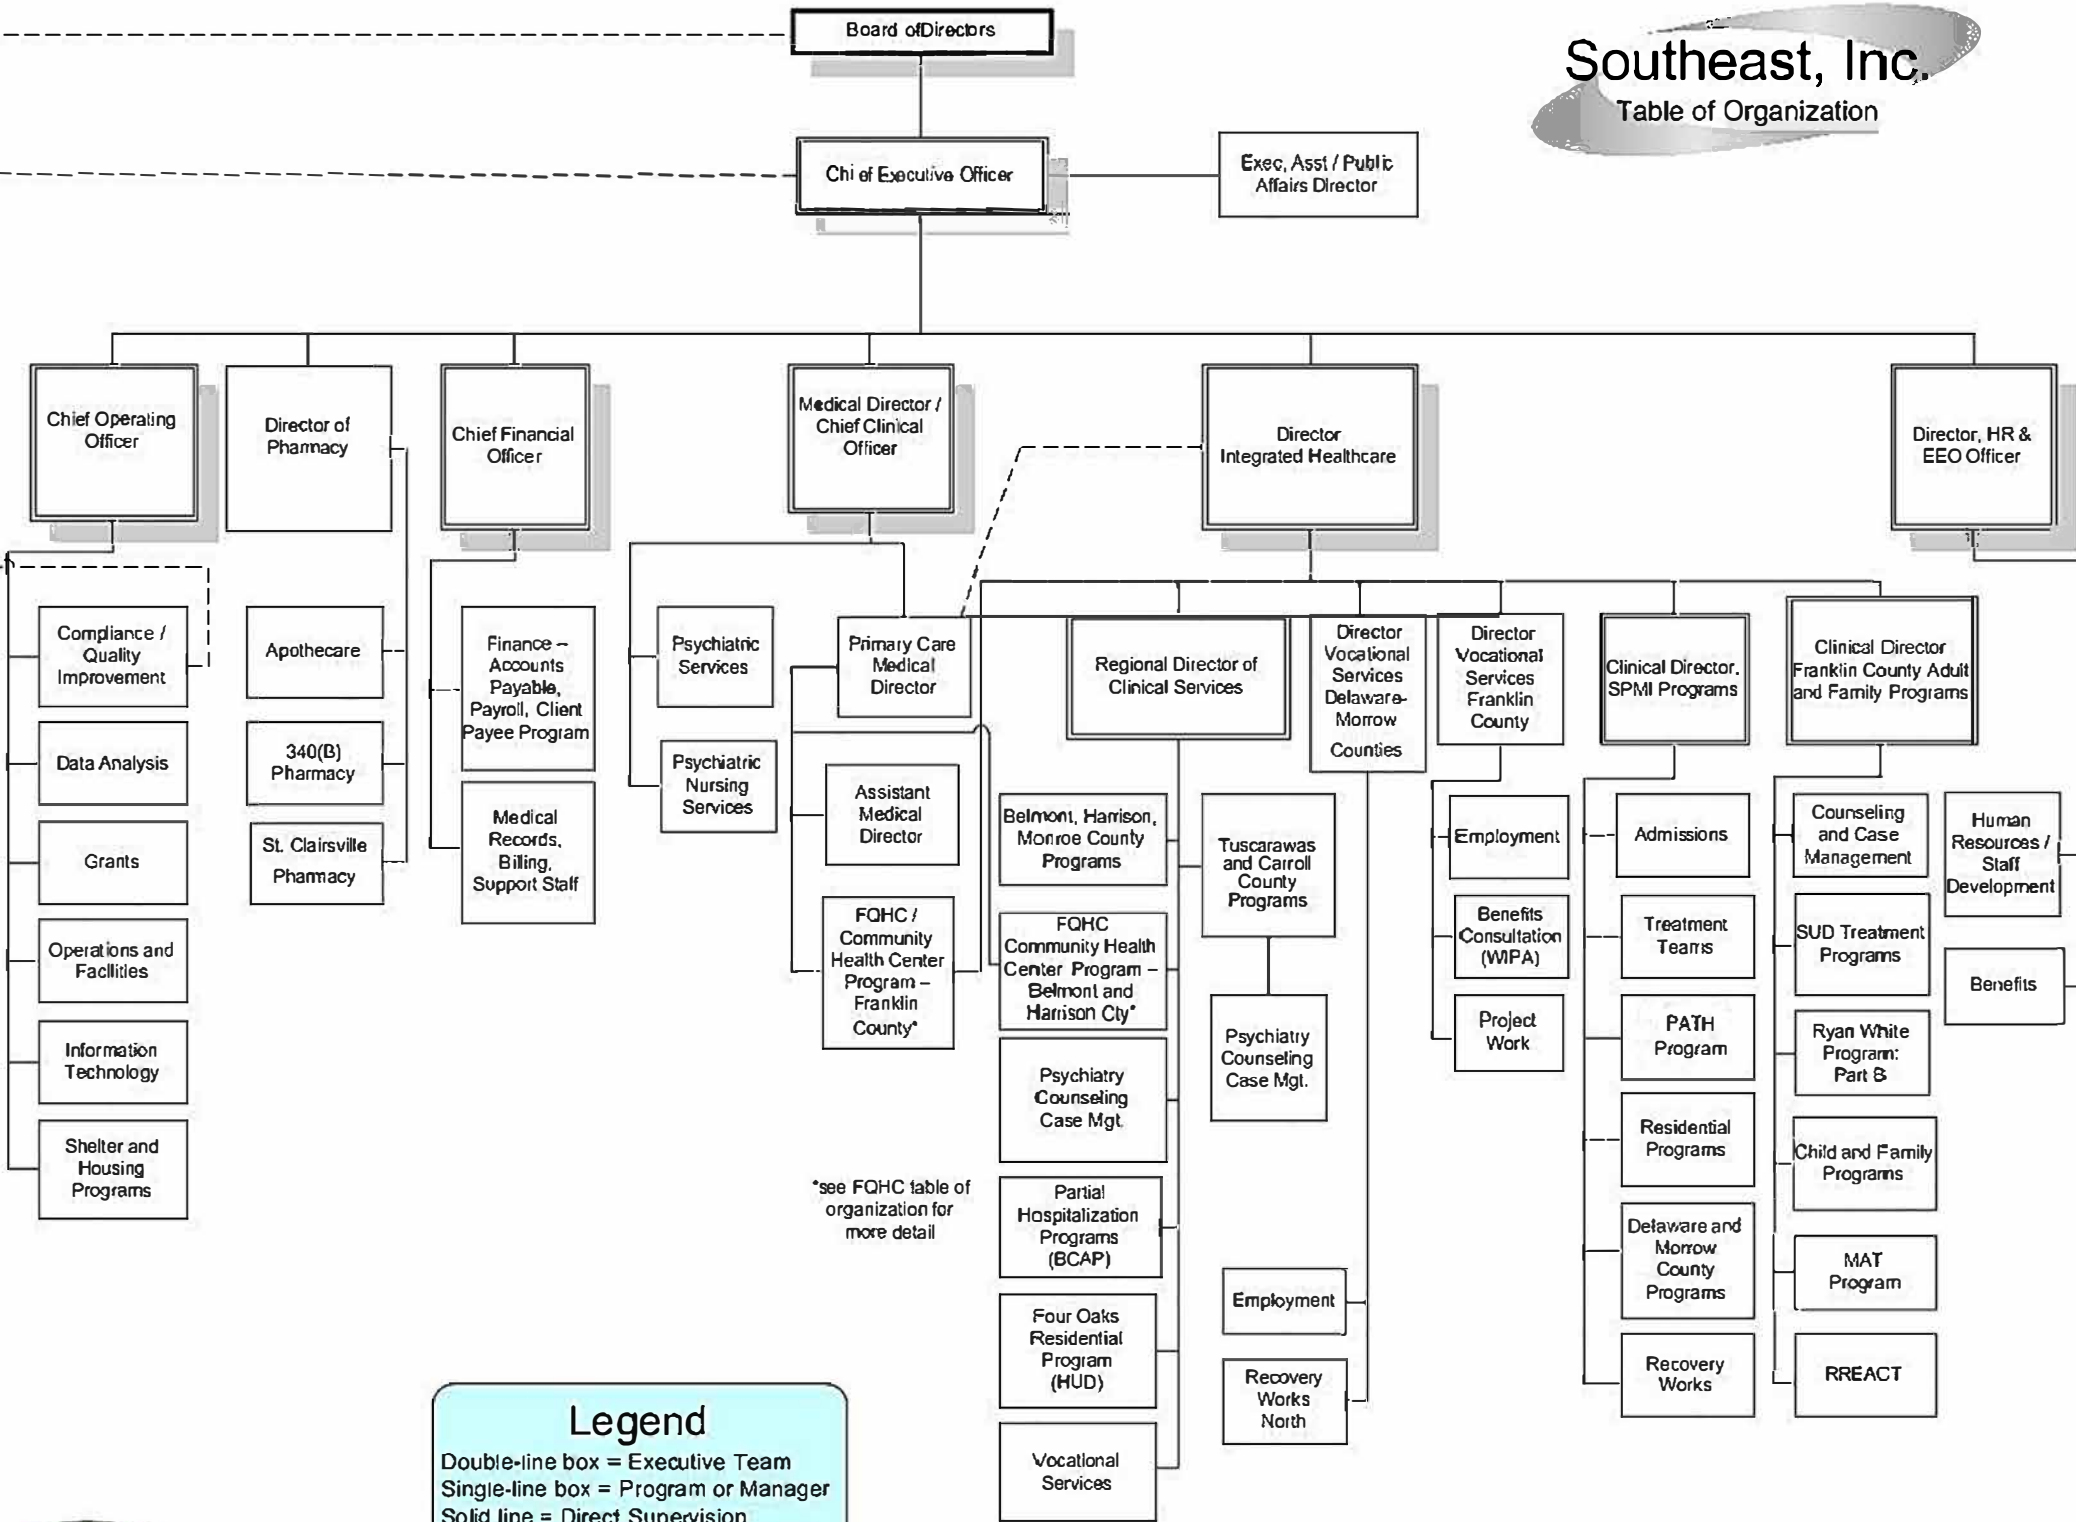 Board ofDirectors
Southeast, Inc.
Table of Organization
Chief Executive Officer
Exec, Asst / Public
Affairs Director
Chief Operating
Officer
Director of
Pharmacy
Chief Financial
Officer
Medical Director /
Chief Clinical
Officer
Director
Integrated Healthcare
Director, HR &
EEO Officer
Compliance /
Quality
Improvement
Data Analysis
Grants
Operations and
Facilities
Information
Technology
Shelter and
Housing
Programs
Apothecare
340(B)
Pharmacy
St. Clairsville
Pharmacy
Finance –
Accounts
Payable,
Payroll, Client
Payee Program
Medical
Records,
Billing,
Support Staff
Psychiatric
Services
Psychiatric
Nursing
Services
Primary Care
Medical
Director
Assistant
Medical
Director
FQHC /
Community
Health Center
Program –
Franklin
County*
*see FQHC table of
organization for
more detail
Regional Director of
Clinical Services
Belmont, Harrison,
Monroe County
Programs
FQHC
Community Health
Center Program –
Belmont and
Harrison Cty*
Psychiatry
Counseling
Case Mgt.
Partial
Hospitalization
Programs
(BCAP)
Four Oaks
Residential
Program
(HUD)
Vocational
Services
Tuscarawas
and Carroll
County
Programs
Psychiatry
Counseling
Case Mgt.
Director
Vocational
Services
Delaware-
Morrow
Counties
Employment
Recovery
Works
North
Director
Vocational
Services
Franklin
County
Employment
Benefits
Consultation
(WIPA)
Project
Work
Clinical Director,
SPMI Programs
Admissions
Treatment
Teams
PATH
Program
Residential
Programs
Delaware and
Morrow
County
Programs
Recovery
Works
Clinical Director
Franklin County Adult
and Family Programs
Counseling
and Case
Management
SUD Treatment
Programs
Ryan White
Program:
Part B
Child and Family
Programs
MAT
Program
RREACT
Human
Resources /
Staff
Development
Benefits
Legend
Double-line box = Executive Team
Single-line box = Program or Manager
Solid line = Direct Supervision